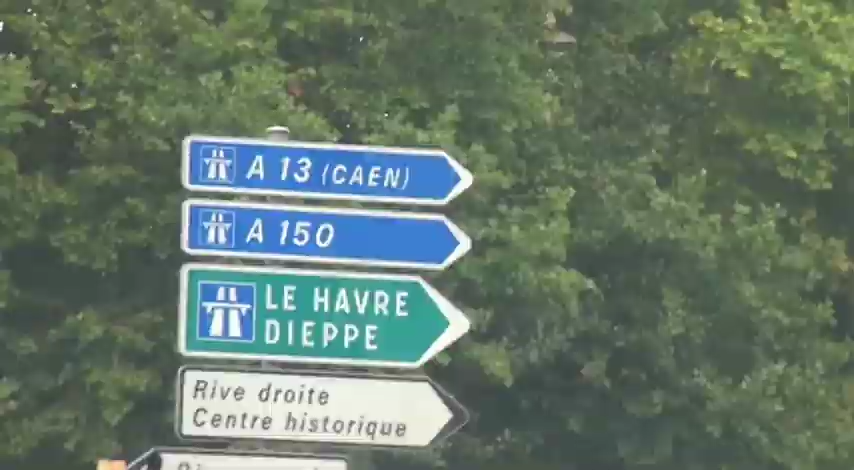 A 13 (CAEN)
A 150
LE HAVRE
DIEPPE
Rive droite
Centre historique